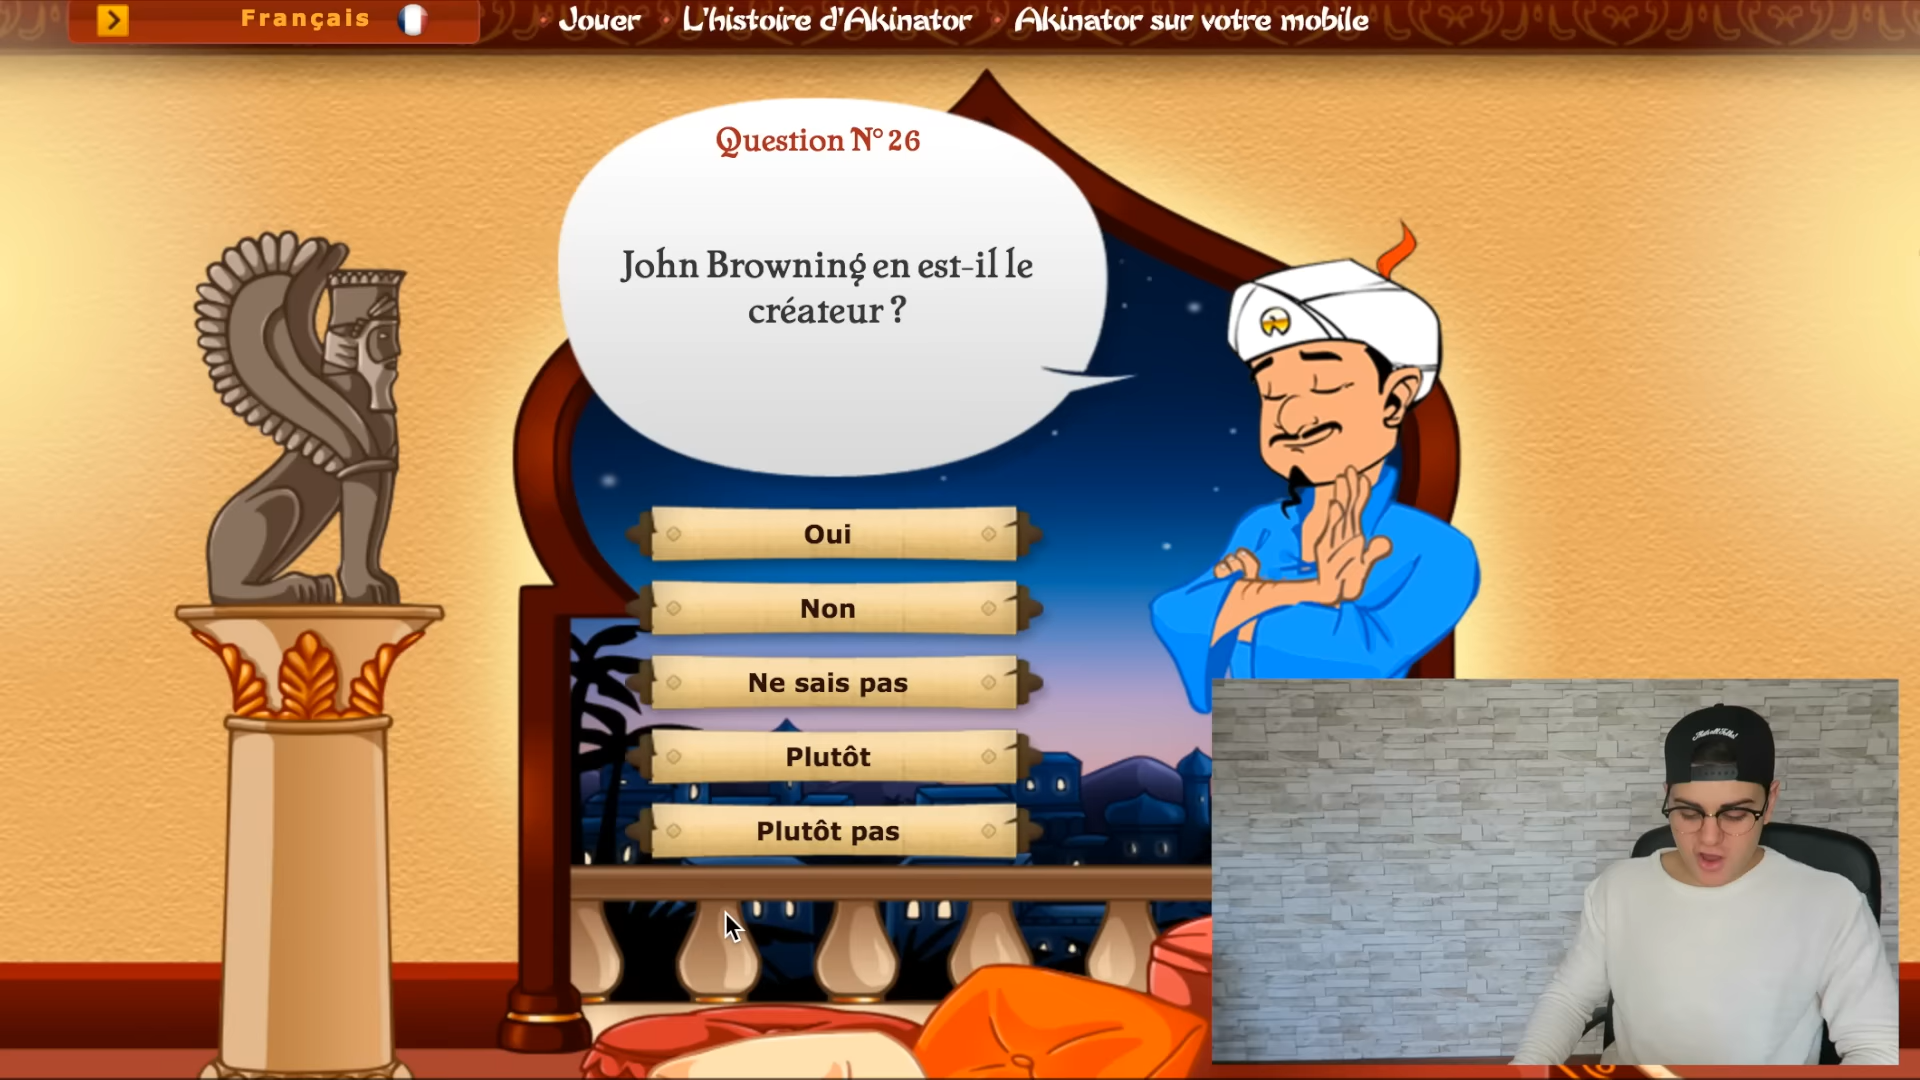 Français
Jouer
L'histoire d'Akinator
Akinator sur votre mobile
Question N° 26
John Browning en est-il le
créateur ?
Oui
Non
Ne sais pas
Plutôt
Plutôt pas